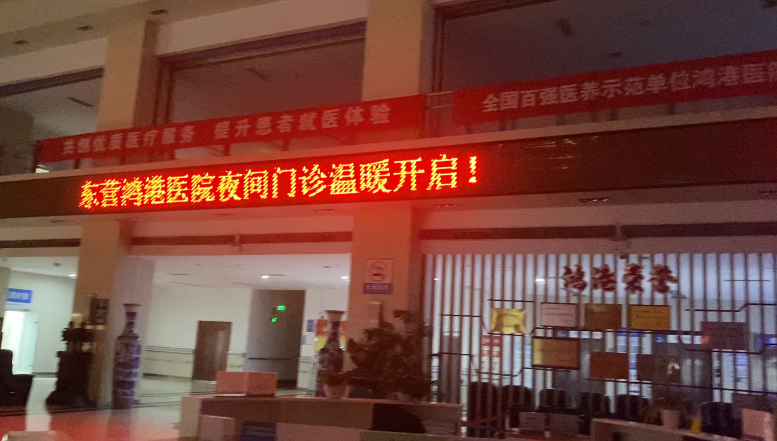 共创优质医疗服务 提升患者就医体验
全国百强医养示范单位鸿港医院
东营鸿港医院夜间门诊温暖开启！
鸿港荣誉